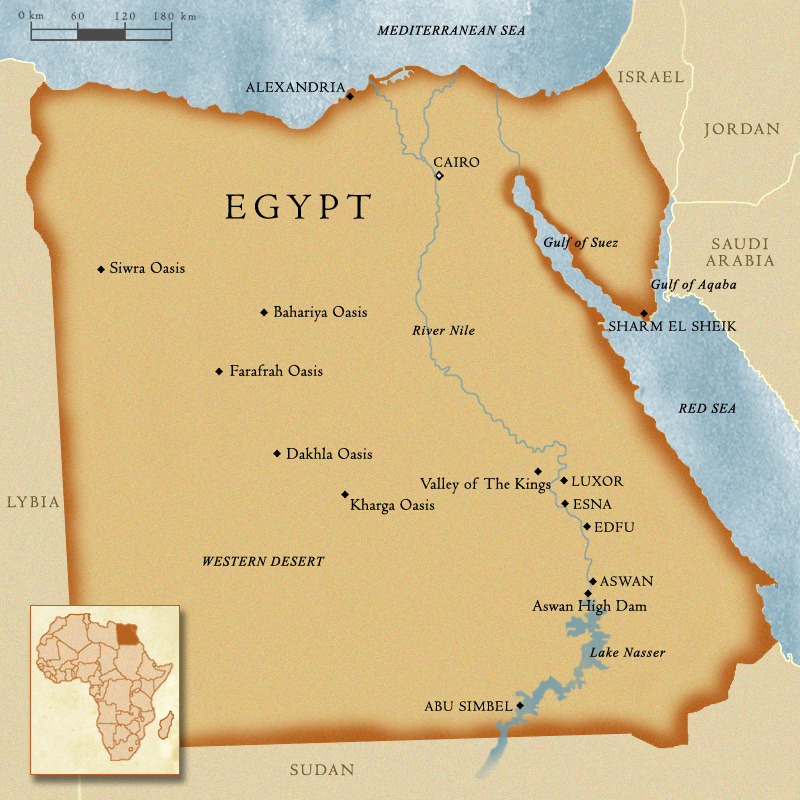 0 km 60 120 180 km
MEDITERRANEAN SEA
ISRAEL
ALEXANDRIA
JORDAN
CAIRO
EGYPT
Gulf of Suez
SAUDI
ARABIA
Siwra Oasis
Gulf of Aqaba
Bahariya Oasis
River Nile
SHARM EL SHEIK
Farafrah Oasis
RED SEA
Dakhla Oasis
Valley of The Kings
LUXOR
LYBIA
Kharga Oasis
ESNA
EDFU
WESTERN DESERT
ASWAN
Aswan High Dam
Lake Nasser
ABU SIMBEL
SUDAN